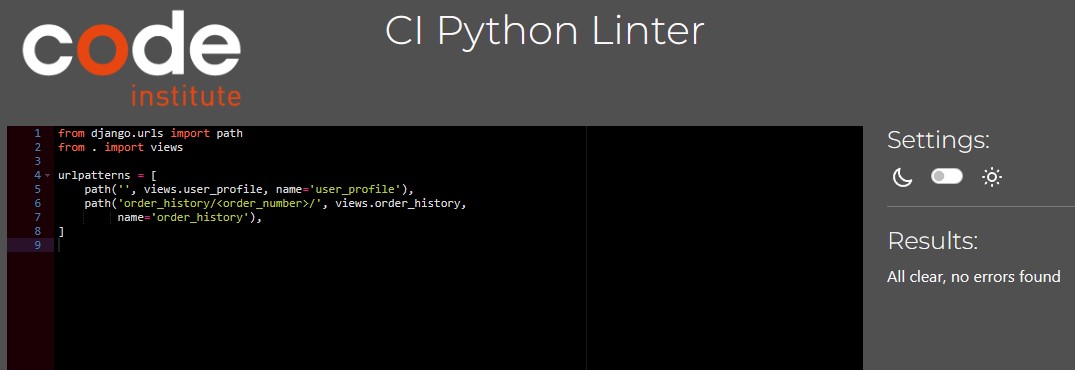 code
institute
CI Python Linter
1 from django.urls import path
2 from . import views
3
4 urlpatterns = [
5     path('', views.user_profile, name='user_profile'),
6     path('order_history/<order_number>/', views.order_history,
7          name='order_history'),
8 ]
9
Settings:
Results:
All clear, no errors found